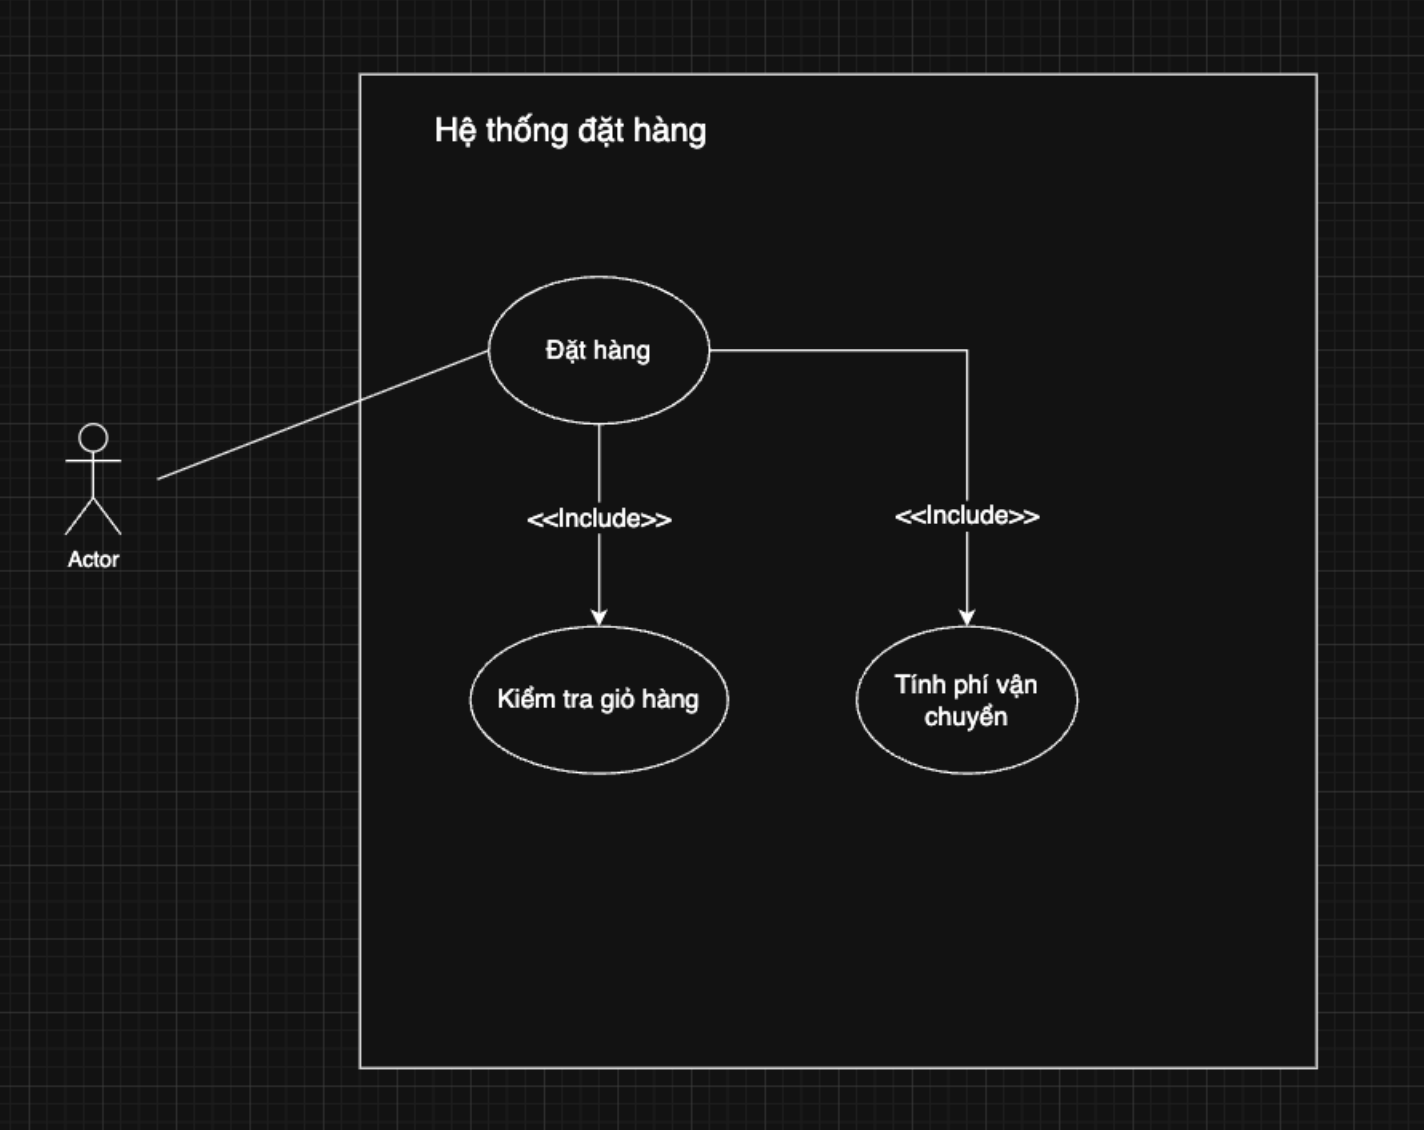 Hệ thống đặt hàng
Đặt hàng
Actor
<<Include>>
<<Include>>
Kiểm tra giỏ hàng
Tính phí vận
chuyển